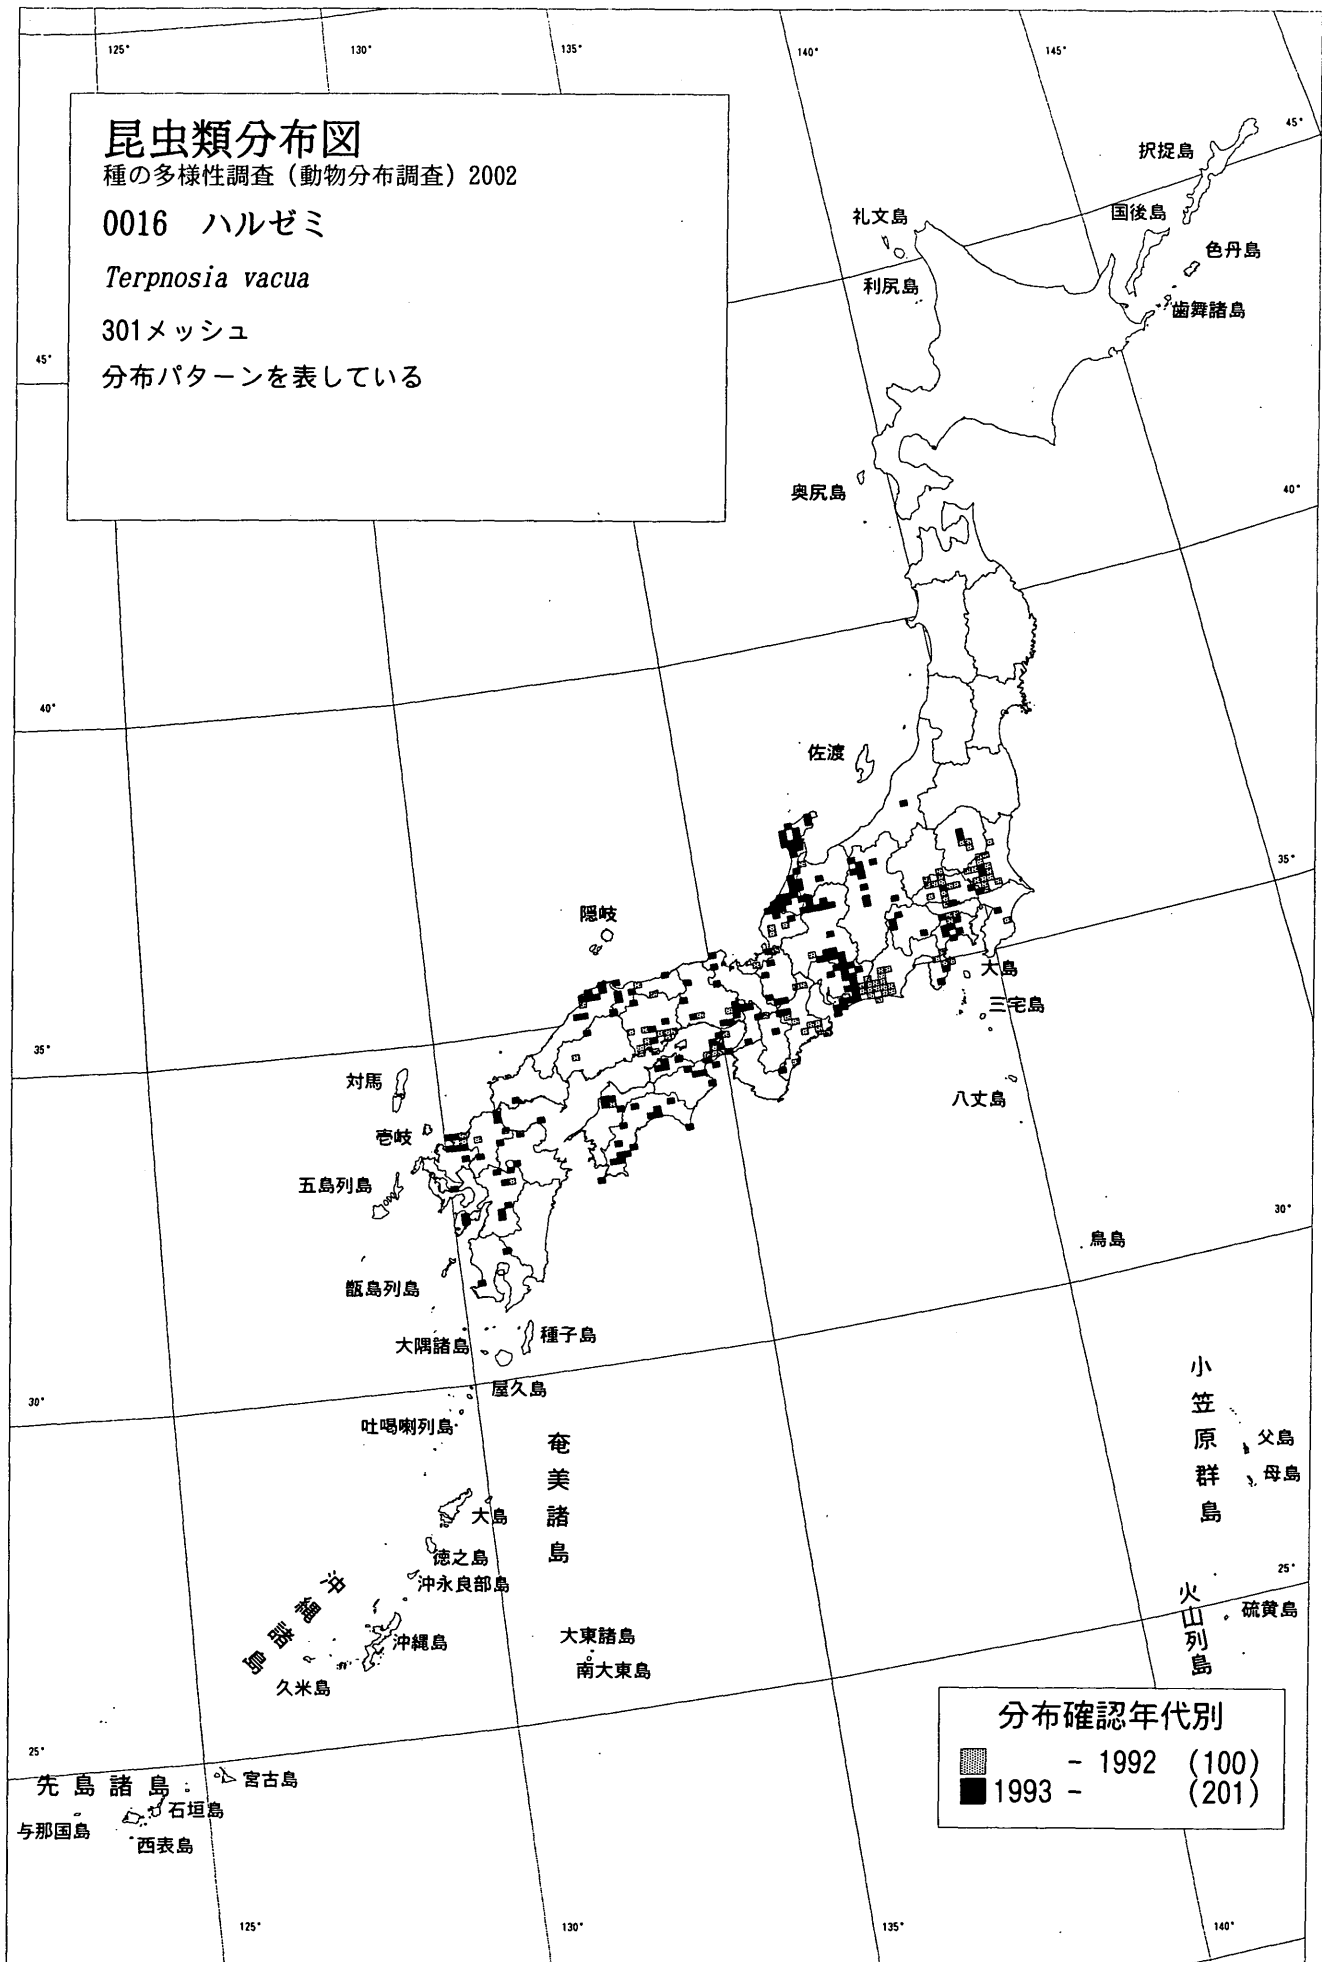 125°
130°
135°
140°
145°
昆虫類分布図
種の多様性調査（動物分布調査）2002
0016　ハルゼミ
Terpnosia vacua
301メッシュ
分布パターンを表している
45°
択捉島
国後島
色丹島
歯舞諸島
礼文島
利尻島
45°
奥尻島
40°
40°
佐渡
35°
隠岐
大島
三宅島
八丈島
35°
対馬
壱岐
五島列島
甑島列島
30°
鳥島
大隅諸島
種子島
屋久島
30°
吐噶喇列島
奄美諸島
小笠原群島
父島
母島
大島
徳之島
沖永良部島
沖縄諸島
沖縄島
久米島
大東諸島
南大東島
25°
火山列島
硫黄島
25°
先島諸島
宮古島
石垣島
与那国島
西表島
分布確認年代別
- 1992 (100)
1993 - (201)
125°
130°
135°
140°